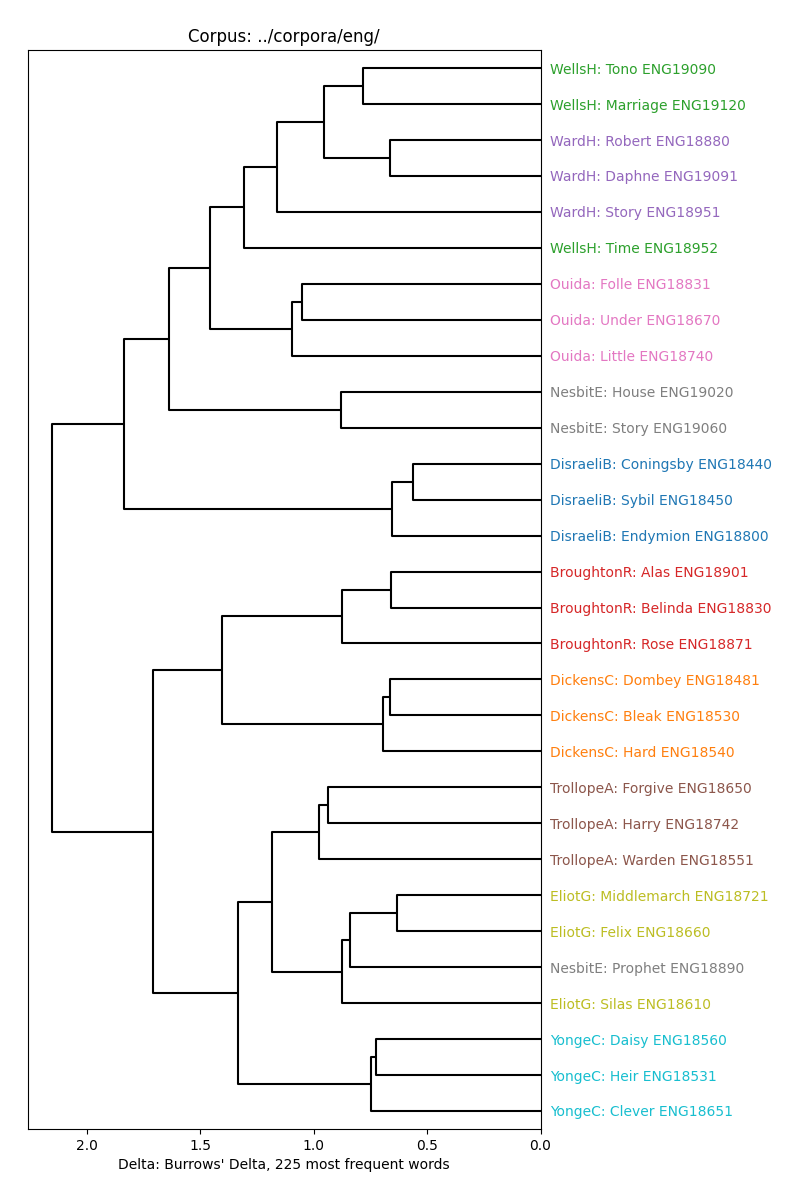 Corpus: ../corpora/eng/
WellsH: Tono ENG19090
WellsH: Marriage ENG19120
WardH: Robert ENG18880
WardH: Daphne ENG19091
WardH: Story ENG18951
WellsH: Time ENG18952
Ouida: Folle ENG18831
Ouida: Under ENG18670
Ouida: Little ENG18740
NesbitE: House ENG19020
NesbitE: Story ENG19060
DisraeliB: Coningsby ENG18440
DisraeliB: Sybil ENG18450
DisraeliB: Endymion ENG18800
BroughtonR: Alas ENG18901
BroughtonR: Belinda ENG18830
BroughtonR: Rose ENG18871
DickensC: Dombey ENG18481
DickensC: Bleak ENG18530
DickensC: Hard ENG18540
TrollopeA: Forgive ENG18650
TrollopeA: Harry ENG18742
TrollopeA: Warden ENG18551
EliotG: Middlemarch ENG18721
EliotG: Felix ENG18660
NesbitE: Prophet ENG18890
EliotG: Silas ENG18610
YongeC: Daisy ENG18560
YongeC: Heir ENG18531
YongeC: Clever ENG18651
2.0 1.5 1.0 0.5 0.0
Delta: Burrows' Delta, 225 most frequent words